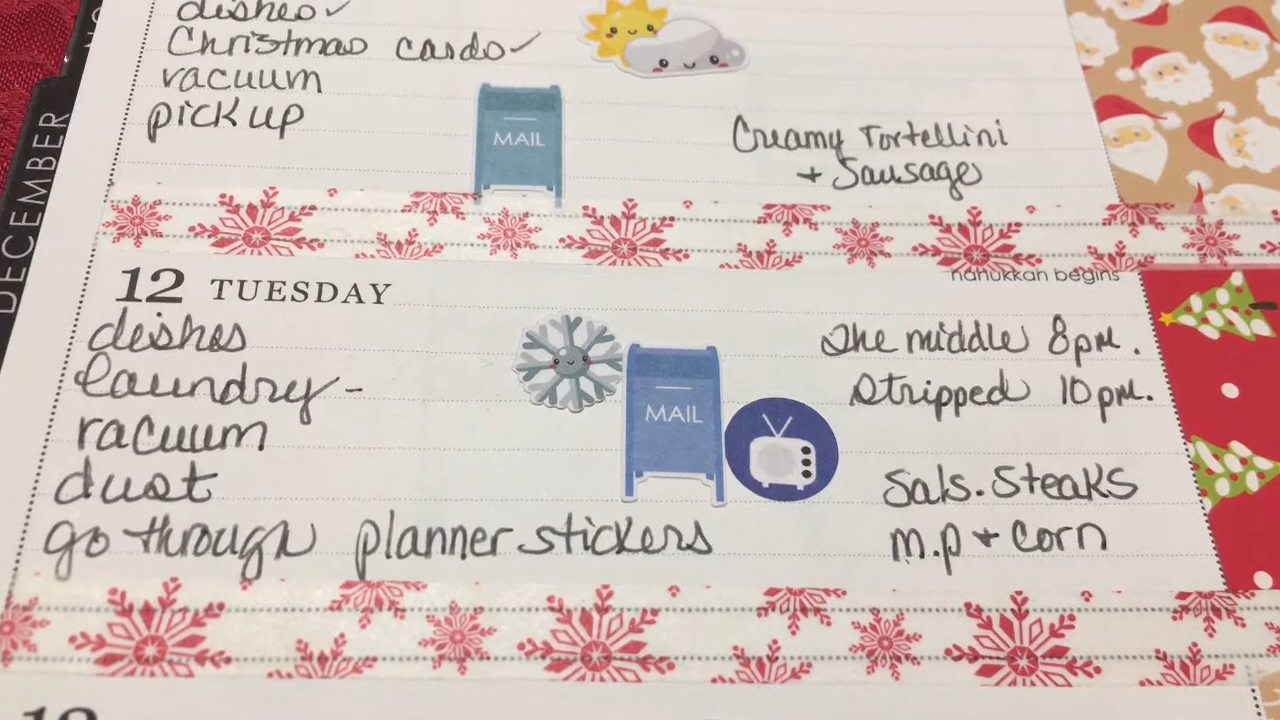 dishes✓
Christmas cards✓
vacuum
pick up
MAIL
Creamy Tortellini
+ Sausage
DECEMBER
12 TUESDAY
hanukkah begins
dishes
laundry -
vacuum
dust
go through planner stickers
MAIL
The middle 8pm.
Stripped 10pm.
Sals. Steaks
m.p + corn